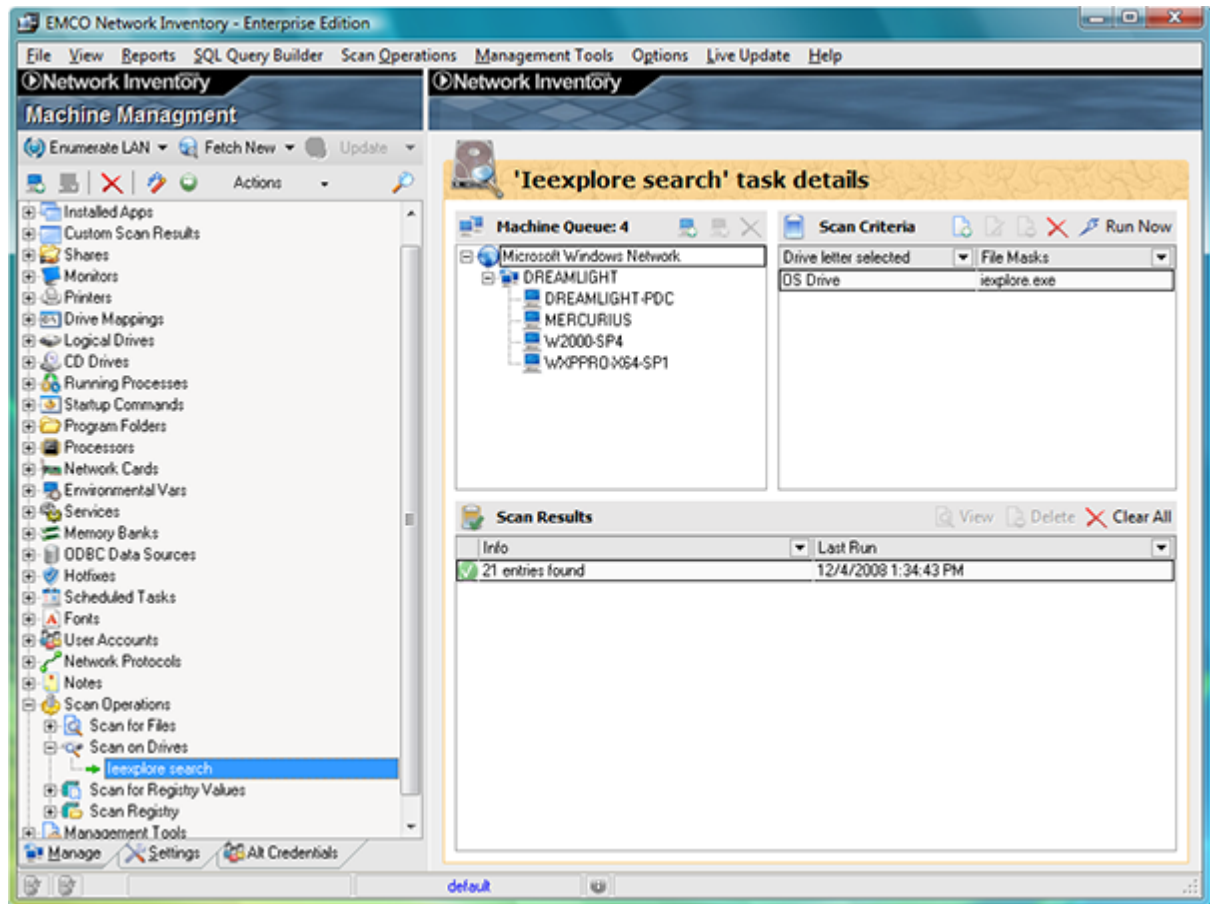 EMCO Network Inventory - Enterprise Edition
File View Reports SQL Query Builder Scan Operations Management Tools Options Live Update Help
Network Inventory
Machine Managment
Enumerate LAN Fetch New Update
Actions
Installed Apps
Custom Scan Results
Shares
Monitors
Printers
Drive Mappings
Logical Drives
CD Drives
Running Processes
Startup Commands
Program Folders
Processors
Network Cards
Environmental Vars
Services
Memory Banks
ODBC Data Sources
Hotfixes
Scheduled Tasks
Fonts
User Accounts
Network Protocols
Notes
Scan Operations
Scan for Files
Scan on Drives
Ieexplore search
Scan for Registry Values
Scan Registry
Management Tools
Manage Settings Alt Credentials
Network Inventory
'Ieexplore search' task details
Machine Queue: 4
Microsoft Windows Network
DREAMLIGHT
DREAMLIGHT-PDC
MERCURIUS
W2000-SP4
WXPPRO-X64-SP1
Scan Criteria Run Now
Drive letter selected File Masks
OS Drive iexplore.exe
Scan Results View Delete Clear All
Info Last Run
21 entries found 12/4/2008 1:34:43 PM
default